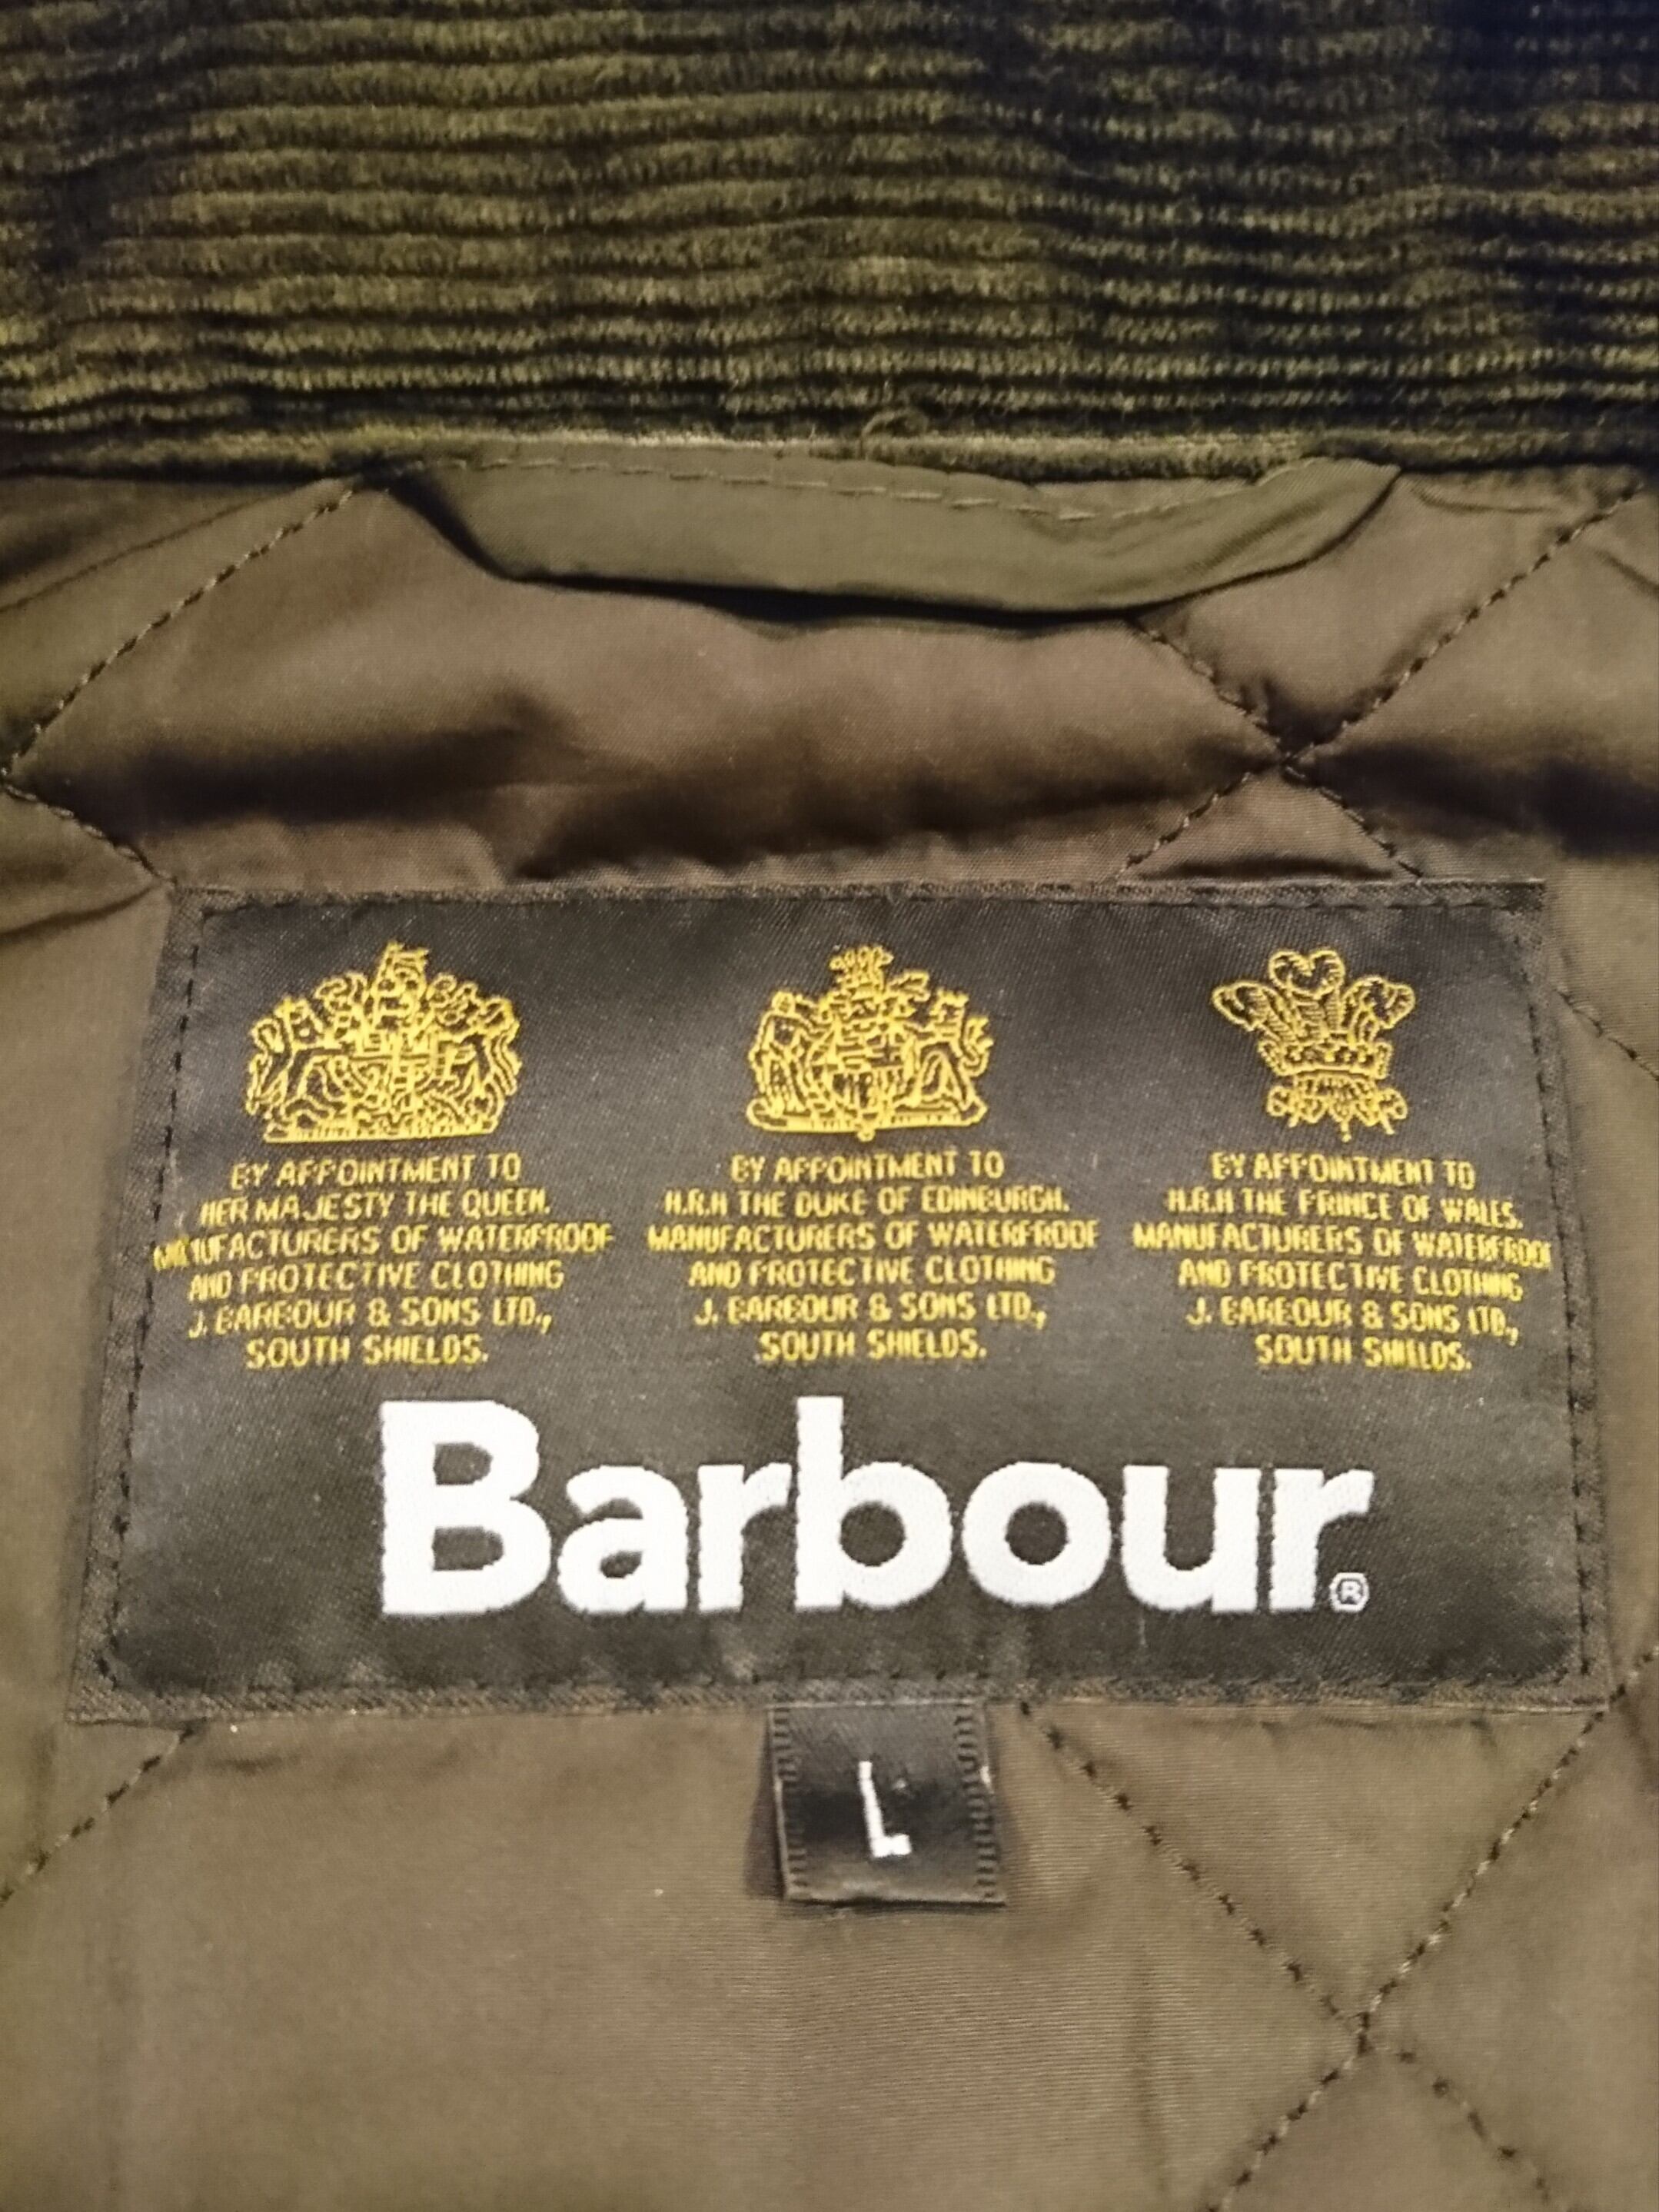 BY APPOINTMENT TO
HER MAJESTY THE QUEEN.
MANUFACTURERS OF WATERPROOF
AND PROTECTIVE CLOTHING
J. BARBOUR & SONS LTD.,
SOUTH SHIELDS.
BY APPOINTMENT TO
H.R.H THE DUKE OF EDINBURGH.
MANUFACTURERS OF WATERPROOF
AND PROTECTIVE CLOTHING
J. BARBOUR & SONS LTD.,
SOUTH SHIELDS.
BY APPOINTMENT TO
H.R.H THE PRINCE OF WALES.
MANUFACTURERS OF WATERPROOF
AND PROTECTIVE CLOTHING
J. BARBOUR & SONS LTD.,
SOUTH SHIELDS.
Barbour®
L